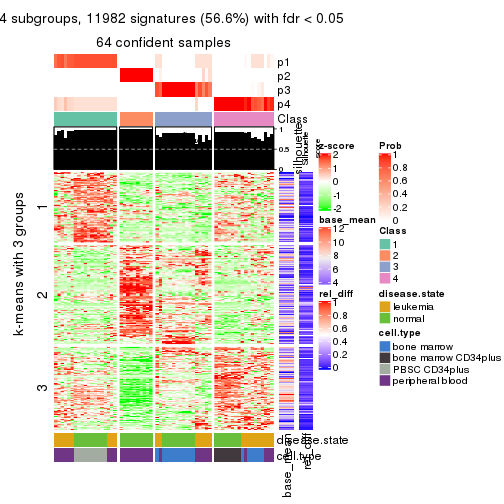 4 subgroups, 11982 signatures (56.6%) with fdr < 0.05
64 confident samples
p1
p2
p3
p4
Class
1
0.5
0
silhouette
score
1
2
3
k-means with 3 groups
disease.state
cell.type
base_mean
rel_diff
z-score
2
1
0
-1
-2
base_mean
12
10
8
6
4
rel_diff
1
0.8
0.6
0.4
0.2
0
Prob
1
0.8
0.6
0.4
0.2
0
Class
1
2
3
4
disease.state
leukemia
normal
cell.type
bone marrow
bone marrow CD34plus
PBSC CD34plus
peripheral blood